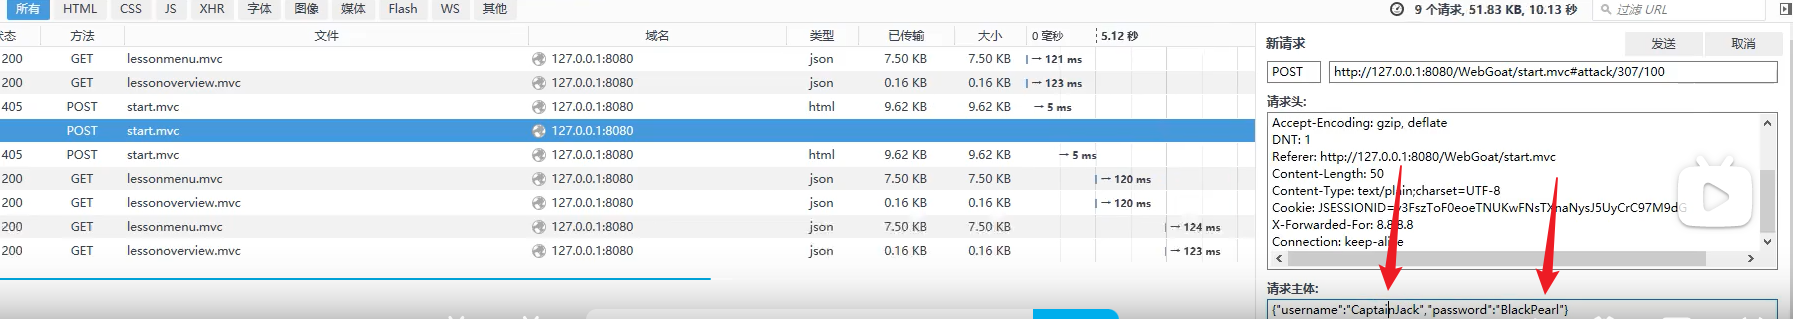 所有 HTML CSS JS XHR 字体 图像 媒体 Flash WS 其他 9 个请求, 51.83 KB, 10.13 秒 过滤 URL
状态 方法 文件 域名 类型 已传输 大小 0 毫秒 5.12 秒
200 GET lessonmenu.mvc 127.0.0.1:8080 json 7.50 KB 7.50 KB → 121 ms
200 GET lessonoverview.mvc 127.0.0.1:8080 json 0.16 KB 0.16 KB → 123 ms
405 POST start.mvc 127.0.0.1:8080 html 9.62 KB 9.62 KB → 5 ms
POST start.mvc 127.0.0.1:8080
405 POST start.mvc 127.0.0.1:8080 html 9.62 KB 9.62 KB → 5 ms
200 GET lessonmenu.mvc 127.0.0.1:8080 json 7.50 KB 7.50 KB → 120 ms
200 GET lessonoverview.mvc 127.0.0.1:8080 json 0.16 KB 0.16 KB → 120 ms
200 GET lessonmenu.mvc 127.0.0.1:8080 json 7.50 KB 7.50 KB → 124 ms
200 GET lessonoverview.mvc 127.0.0.1:8080 json 0.16 KB 0.16 KB → 123 ms
新请求 发送 取消
POST http://127.0.0.1:8080/WebGoat/start.mvc#attack/307/100
请求头:
Accept-Encoding: gzip, deflate
DNT: 1
Referer: http://127.0.0.1:8080/WebGoat/start.mvc
Content-Length: 50
Content-Type: text/plain;charset=UTF-8
Cookie:
X-Forwarded-For: 8.8.8.8
Connection: keep-alive
请求主体:
{"username":"CaptainJack","password":"BlackPearl"}